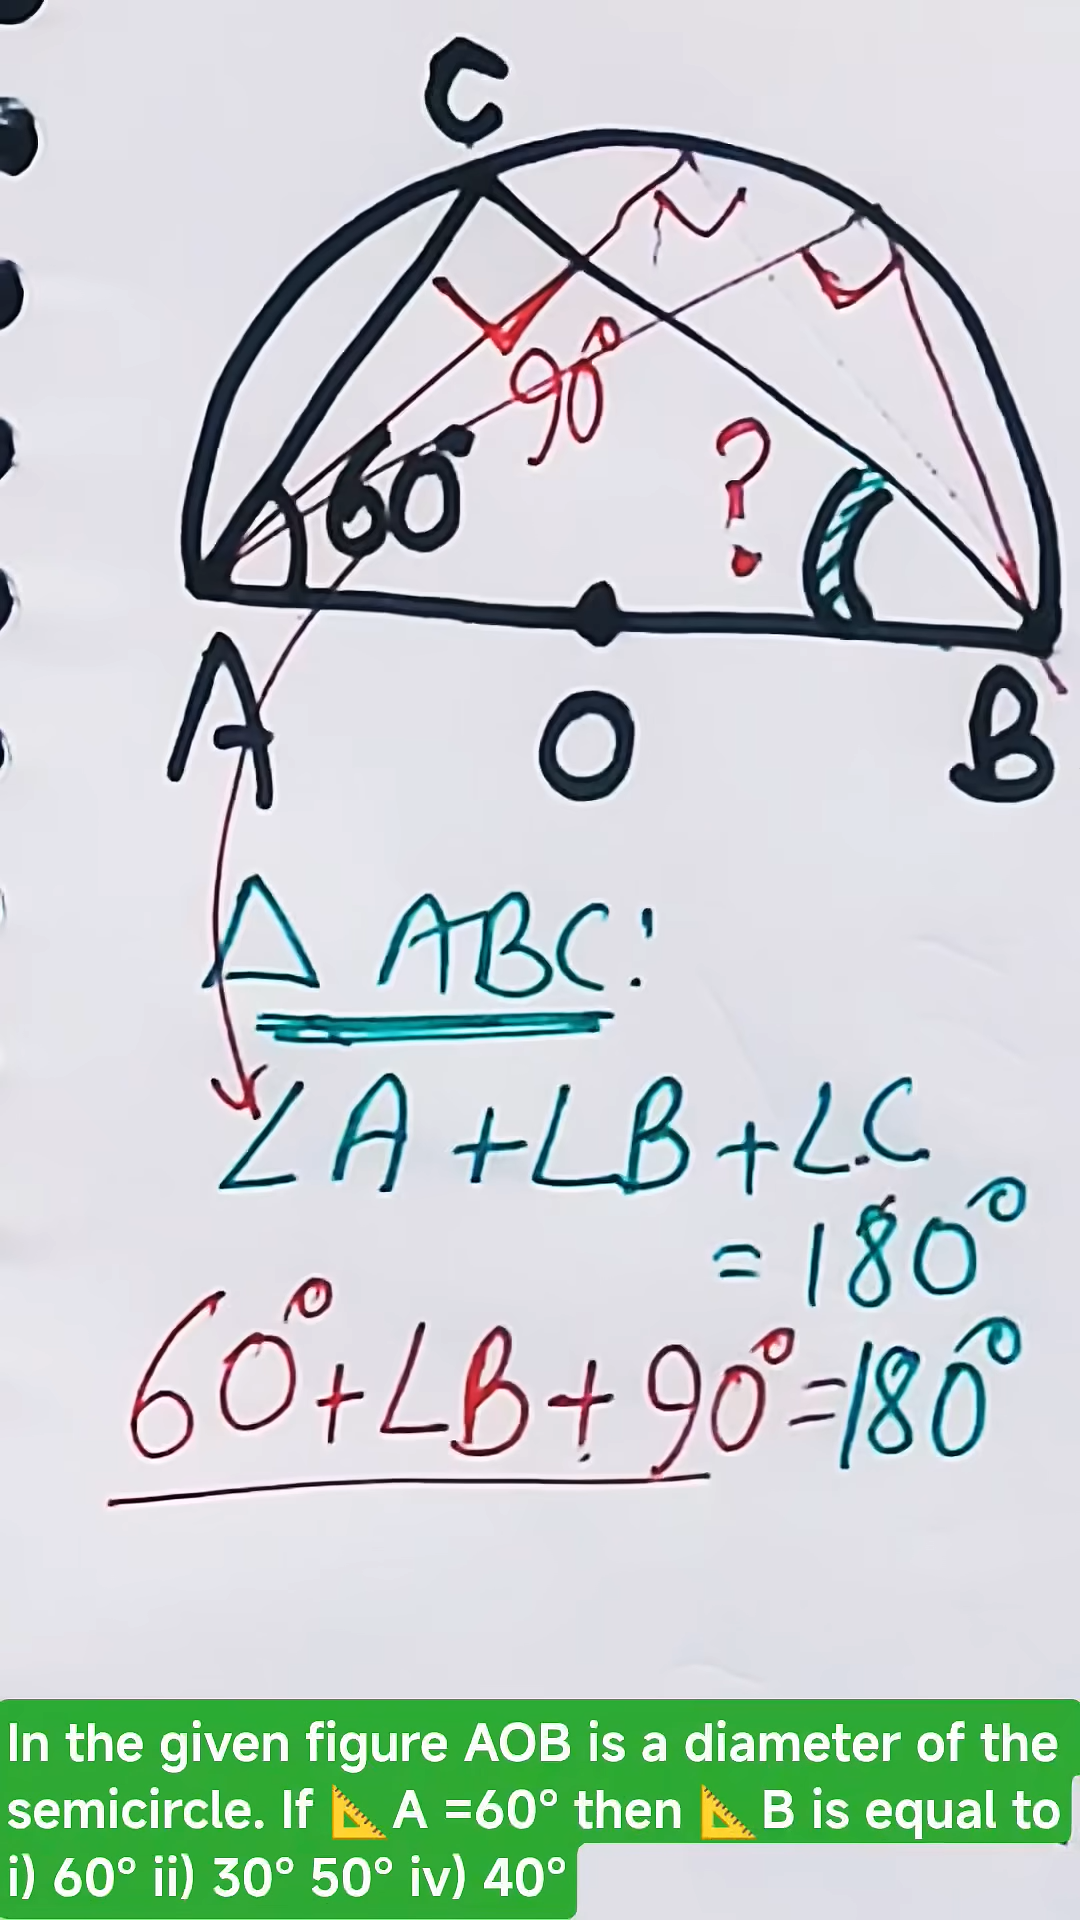 C
90°
60°
?
A
O
B
Δ ABC:
∠A+∠B+∠C
=180°
60°+∠B+90°=180°
In the given figure AOB is a diameter of the
semicircle. If 📐 A =60° then 📐 B is equal to
i) 60° ii) 30° 50° iv) 40°